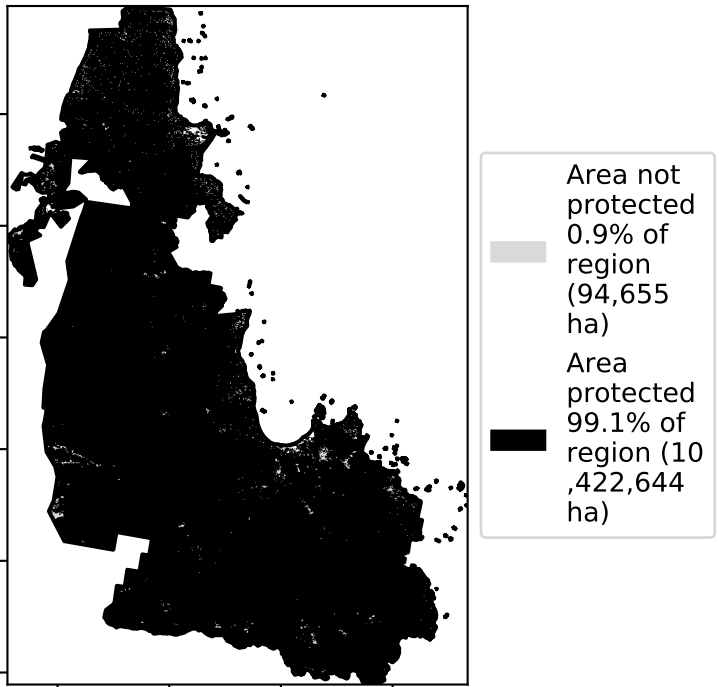 Area not
protected
0.9% of
region
(94,655
ha)
Area
protected
99.1% of
region (10
,422,644
ha)